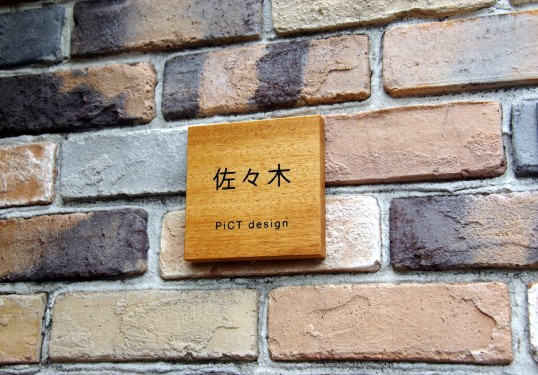 佐々木
PiCT design